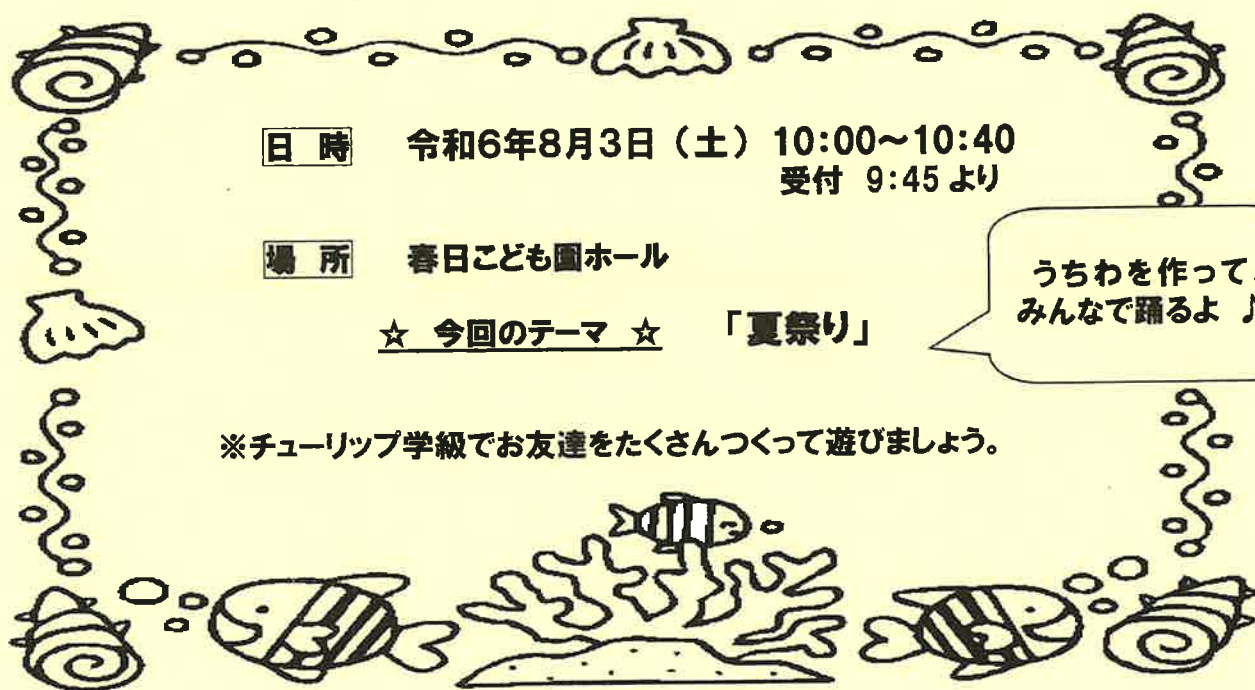 日 時 令和6年8月3日（土） 10:00～10:40
受付 9:45 より
場 所 春日こども園ホール
うちわを作って、
みんなで踊るよ ♪
☆ 今回のテーマ ☆ 「夏祭り」
※チューリップ学級でお友達をたくさんつくって遊びましょう。